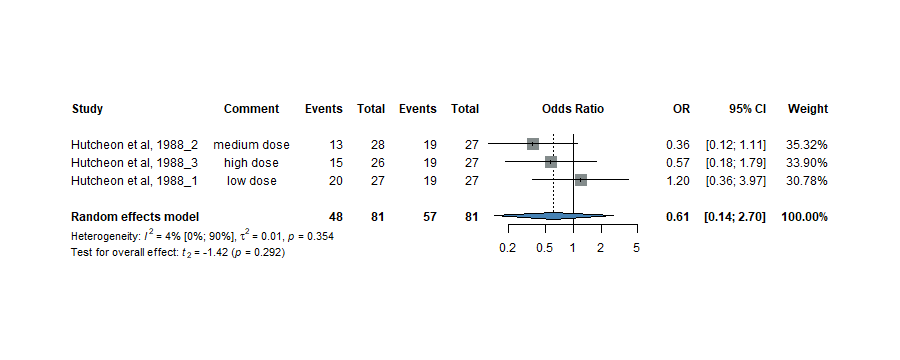 Study Comment Events Total Events Total Odds Ratio OR 95% CI Weight
Hutcheon et al, 1988_2 medium dose 13 28 19 27 0.36 [0.12; 1.11] 35.32%
Hutcheon et al, 1988_3 high dose 15 26 19 27 0.57 [0.18; 1.79] 33.90%
Hutcheon et al, 1988_1 low dose 20 27 19 27 1.20 [0.36; 3.97] 30.78%
Random effects model 48 81 57 81 0.61 [0.14; 2.70] 100.00%
Heterogeneity: I² = 4% [0%; 90%], τ² = 0.01, p = 0.354
Test for overall effect: t₂ = -1.42 (p = 0.292)
0.2 0.5 1 2 5